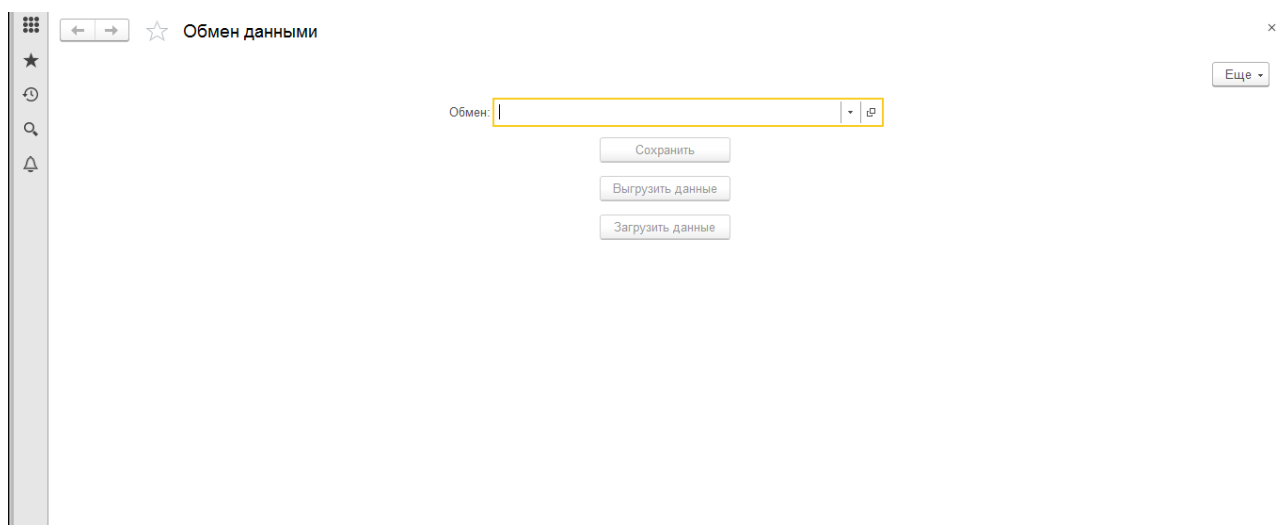 Обмен данными
Еще
Обмен:
Сохранить
Выгрузить данные
Загрузить данные